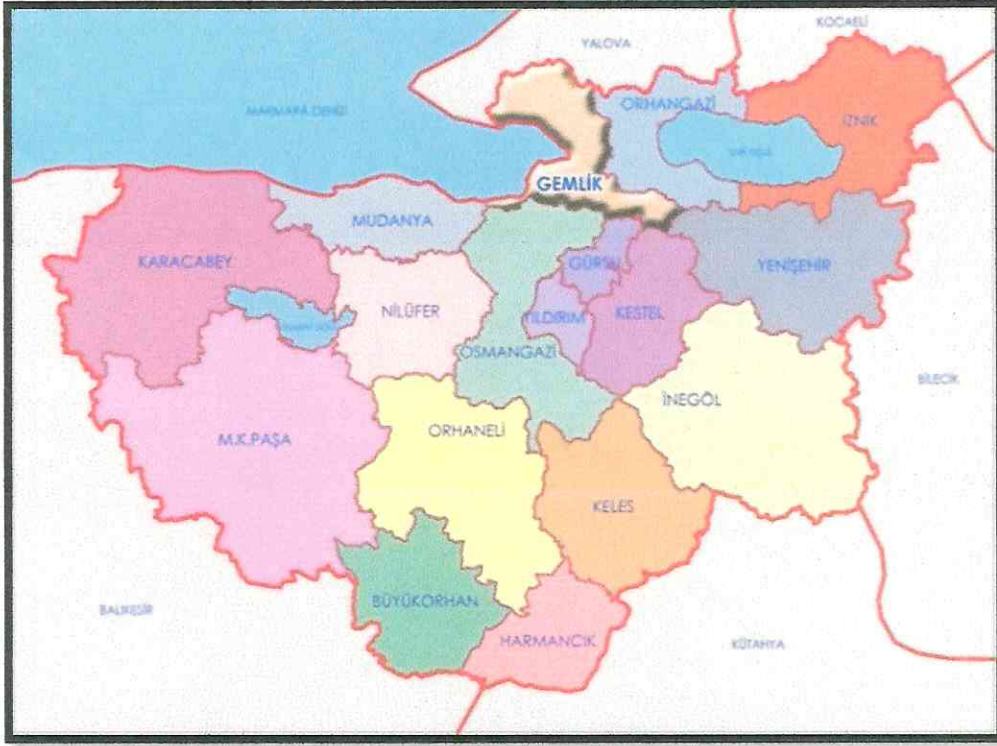 KOCAELİ
YALOVA
MARMARA DENİZİ
ORHANGAZİ
İZNİK
GEMLİK
MUDANYA
KARACABEY
GÜRSU
YENİŞEHİR
NİLÜFER
YILDIRIM
KESTEL
OSMANGAZİ
BİLECİK
İNEGÖL
M.K.PAŞA
ORHANELİ
KELES
BÜYÜKORHAN
BALIKESİR
HARMANCIK
KÜTAHYA